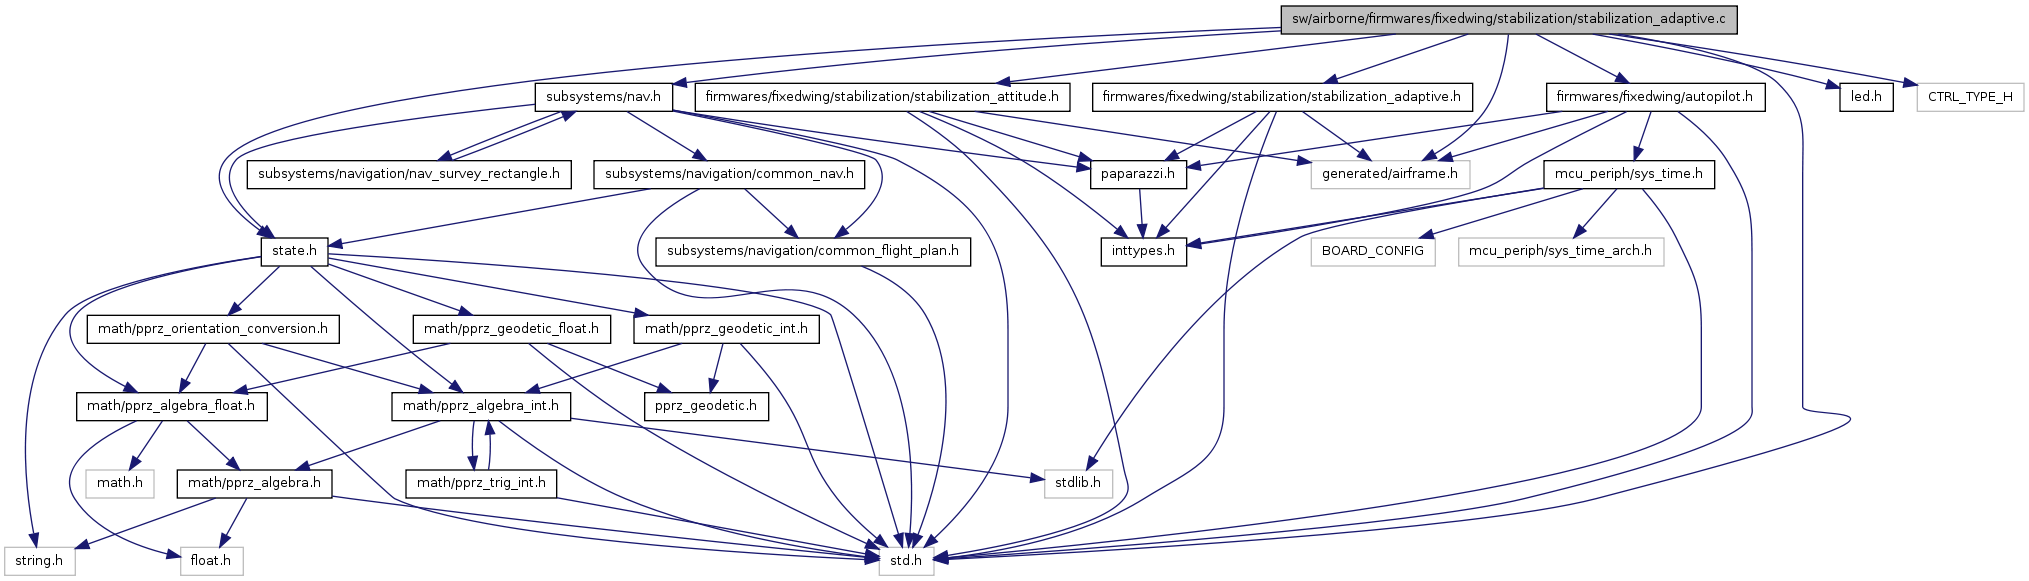 sw/airborne/firmwares/fixedwing/stabilization/stabilization_adaptive.c
subsystems/nav.h
firmwares/fixedwing/stabilization/stabilization_attitude.h
firmwares/fixedwing/stabilization/stabilization_adaptive.h
firmwares/fixedwing/autopilot.h
led.h
CTRL_TYPE_H
subsystems/navigation/nav_survey_rectangle.h
subsystems/navigation/common_nav.h
paparazzi.h
generated/airframe.h
mcu_periph/sys_time.h
state.h
subsystems/navigation/common_flight_plan.h
inttypes.h
BOARD_CONFIG
mcu_periph/sys_time_arch.h
math/pprz_orientation_conversion.h
math/pprz_geodetic_float.h
math/pprz_geodetic_int.h
math/pprz_algebra_float.h
math/pprz_algebra_int.h
pprz_geodetic.h
math.h
math/pprz_algebra.h
math/pprz_trig_int.h
stdlib.h
string.h
float.h
std.h